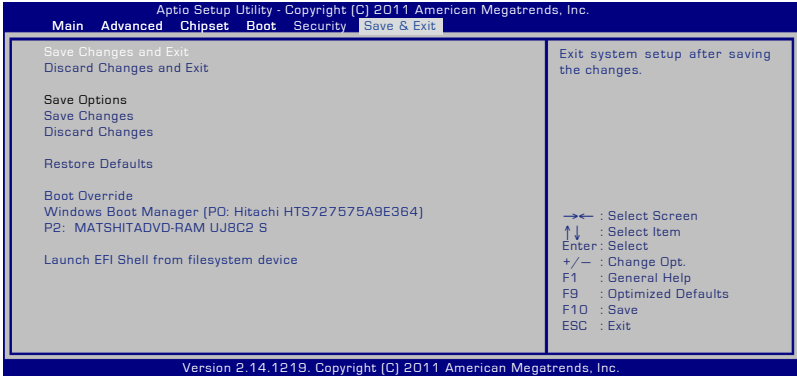 Aptio Setup Utility - Copyright (C) 2011 American Megatrends, Inc.
Main Advanced Chipset Boot Security Save & Exit
Save Changes and Exit
Discard Changes and Exit
Save Options
Save Changes
Discard Changes
Restore Defaults
Boot Override
Windows Boot Manager (P0: Hitachi HTS727575A9E364)
P2: MATSHITADVD-RAM UJ8C2 S
Launch EFI Shell from filesystem device
Exit system setup after saving
the changes.
→← : Select Screen
↑↓ : Select Item
Enter : Select
+/— : Change Opt.
F1 : General Help
F9 : Optimized Defaults
F10 : Save
ESC : Exit
Version 2.14.1219. Copyright (C) 2011 American Megatrends, Inc.